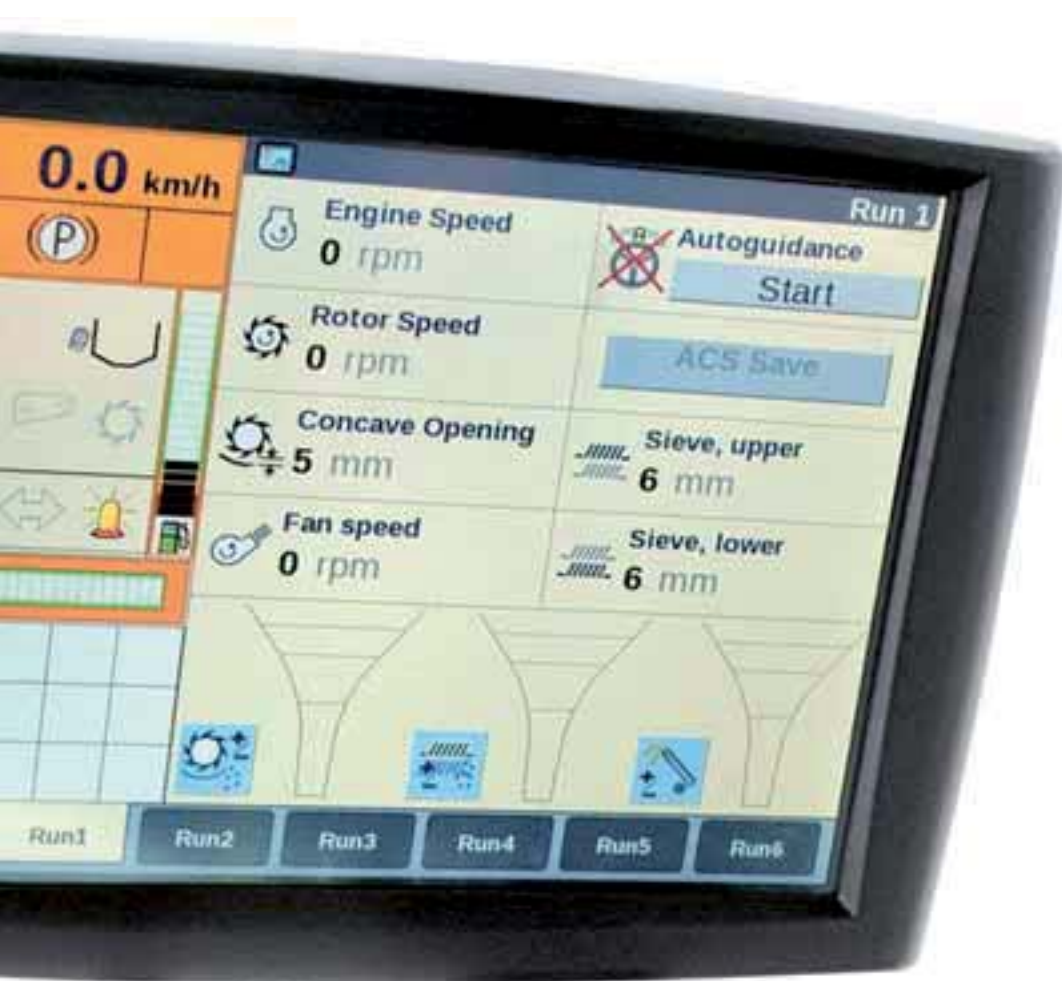 0.0 km/h
(P)
Run 1
Engine Speed
0 rpm
Autoguidance
Start
Rotor Speed
0 rpm
ACS Save
Concave Opening
5 mm
Sieve, upper
6 mm
Fan speed
0 rpm
Sieve, lower
6 mm
Run1
Run2
Run3
Run4
Run5
Run6